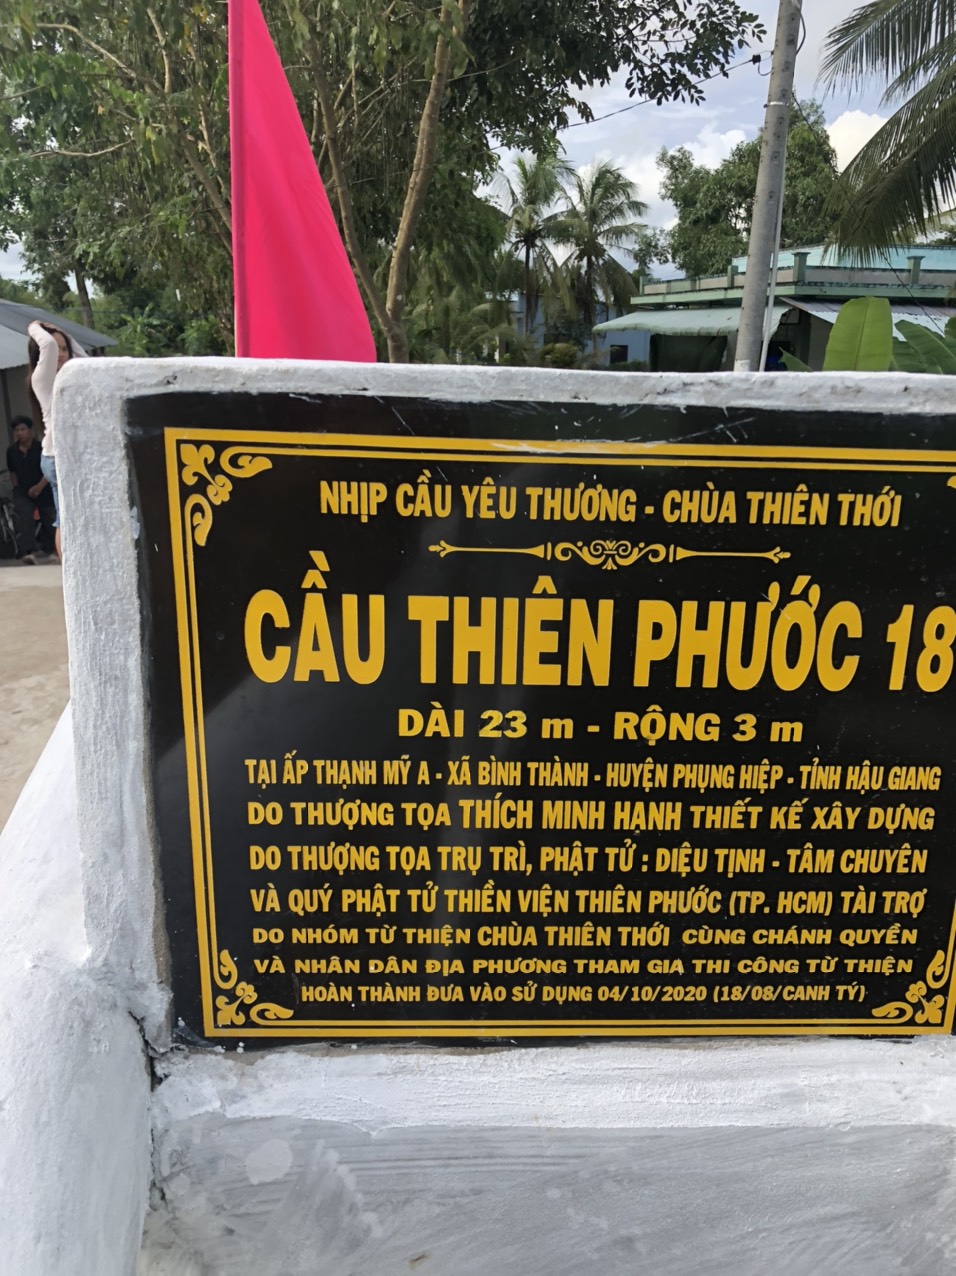 NHỊP CẦU YÊU THƯƠNG - CHÙA THIÊN THỚI
CẦU THIÊN PHƯỚC 18
DÀI 23 m - RỘNG 3 m
TẠI ẤP THẠNH MỸ A - XÃ BÌNH THÀNH - HUYỆN PHỤNG HIỆP - TỈNH HẬU GIANG
DO THƯỢNG TỌA THÍCH MINH HẠNH THIẾT KẾ XÂY DỰNG
DO THƯỢNG TỌA TRỤ TRÌ, PHẬT TỬ : DIỆU TỊNH - TÂM CHUYÊN
VÀ QUÝ PHẬT TỬ THIỀN VIỆN THIÊN PHƯỚC (TP. HCM) TÀI TRỢ
DO NHÓM TỪ THIỆN CHÙA THIÊN THỚI CÙNG CHÁNH QUYỀN
VÀ NHÂN DÂN ĐỊA PHƯƠNG THAM GIA THI CÔNG TỪ THIỆN
HOÀN THÀNH ĐƯA VÀO SỬ DỤNG 04/10/2020 (18/08/CANH TÝ)